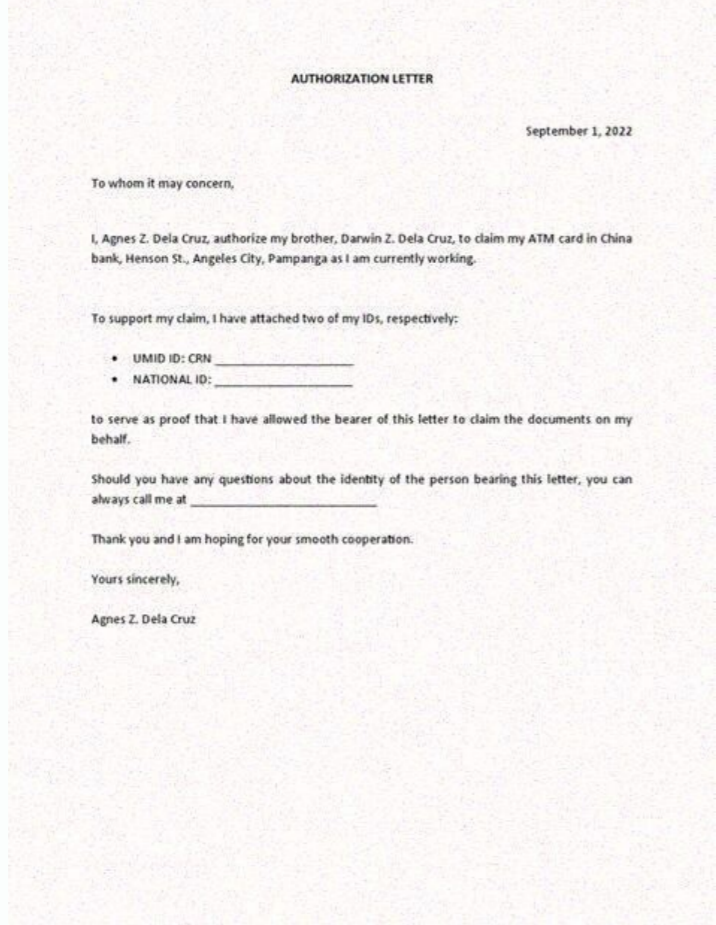 AUTHORIZATION LETTER
September 1, 2022
To whom it may concern,
I, Agnes Z. Dela Cruz, authorize my brother, Darwin Z. Dela Cruz, to claim my ATM card in China
bank, Henson St., Angeles City, Pampanga as I am currently working.
To support my claim, I have attached two of my IDs, respectively:
• UMID ID: CRN ____________________
• NATIONAL ID: ____________________
to serve as proof that I have allowed the bearer of this letter to claim the documents on my
behalf.
Should you have any questions about the identity of the person bearing this letter, you can
always call me at ___________________________
Thank you and I am hoping for your smooth cooperation.
Yours sincerely,
Agnes Z. Dela Cruz